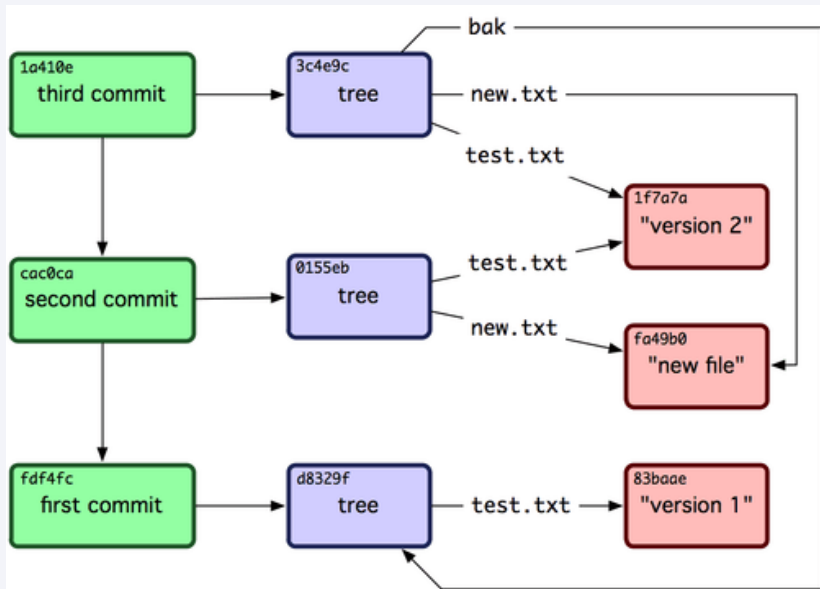 bak
1a410e
third commit
3c4e9c
tree
new.txt
test.txt
1f7a7a
"version 2"
cac0ca
second commit
0155eb
tree
test.txt
new.txt
fa49b0
"new file"
fdf4fc
first commit
d8329f
tree
test.txt
83baae
"version 1"